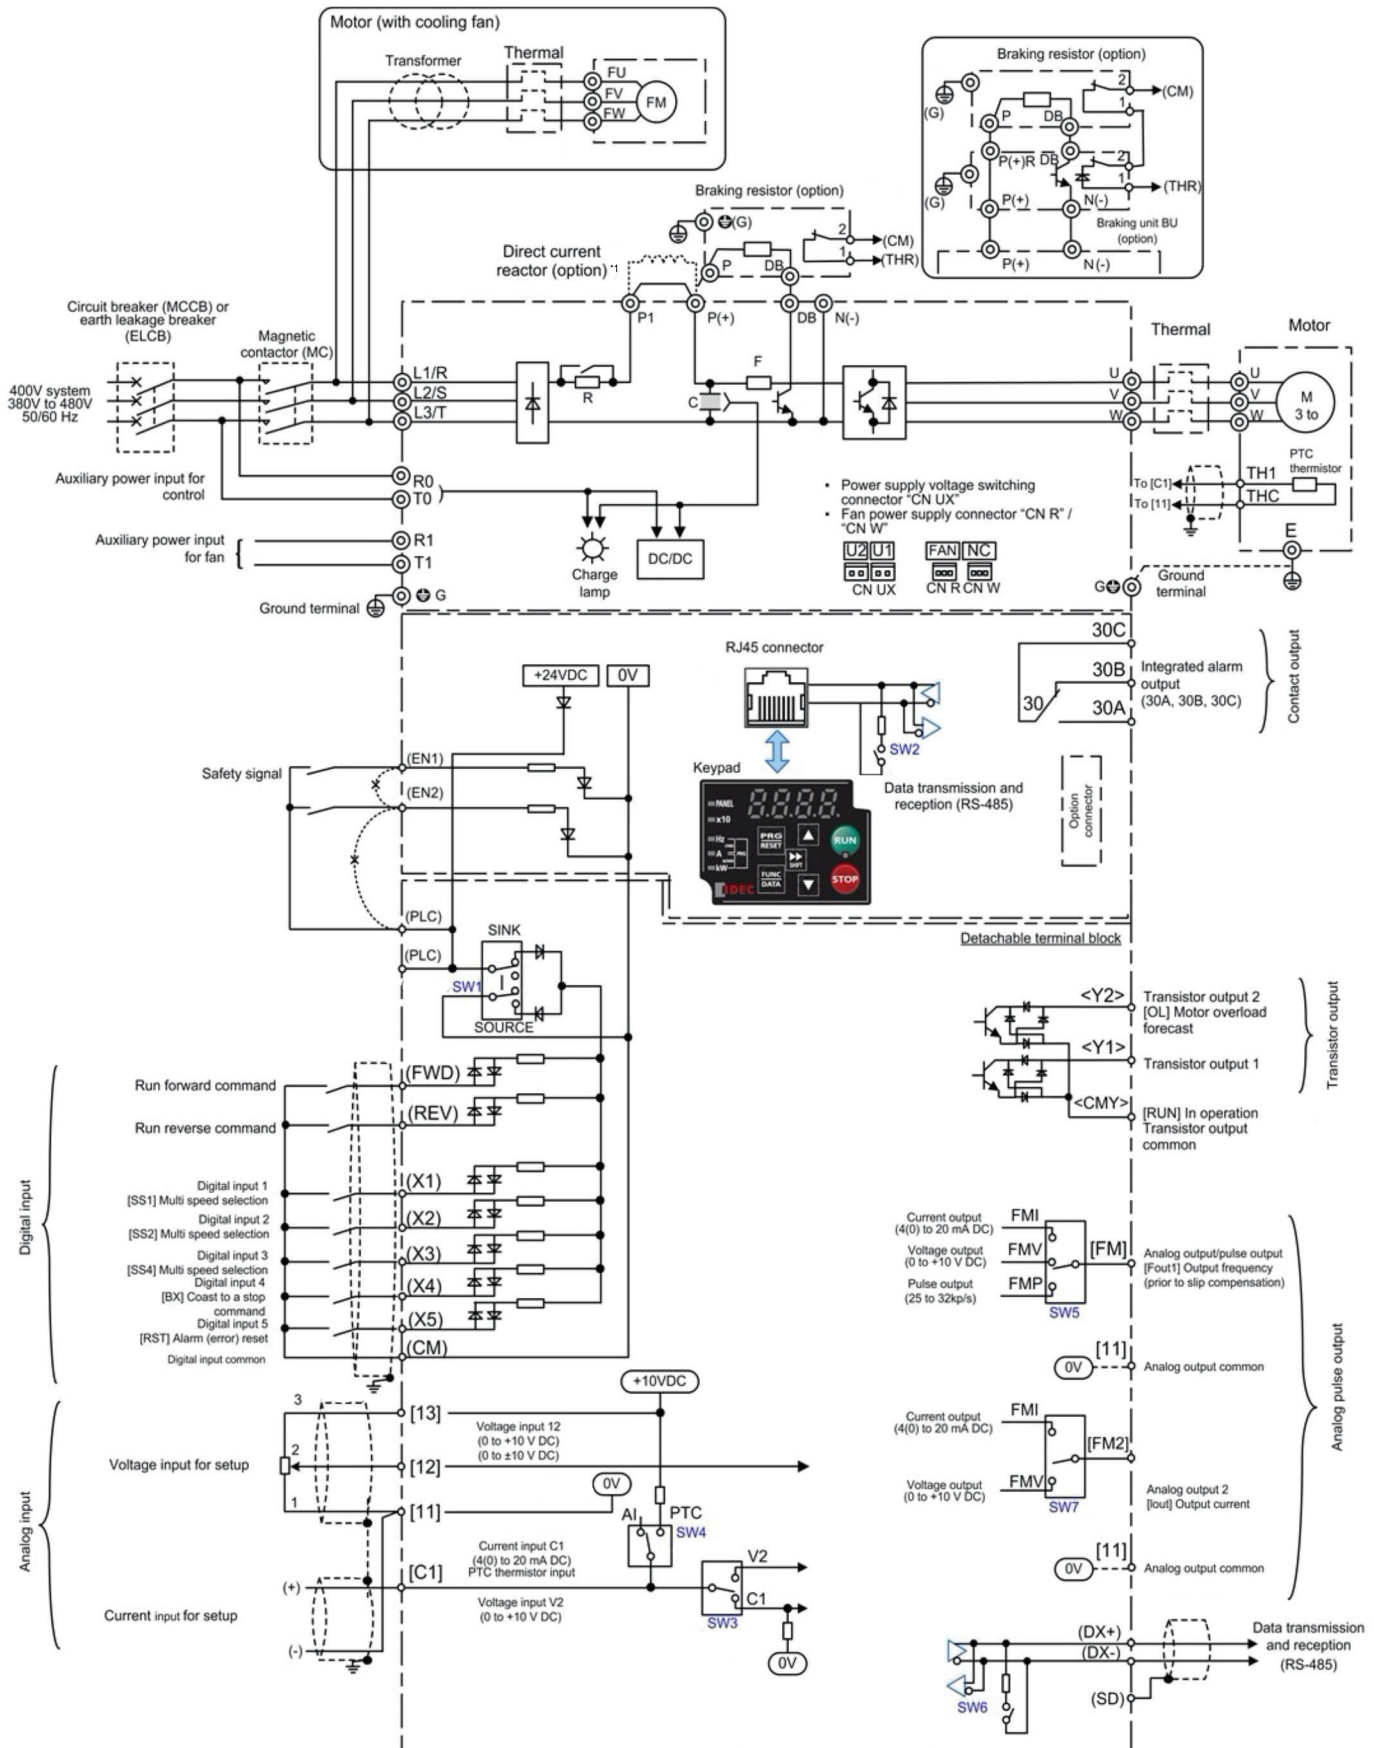 Motor (with cooling fan)
Transformer
Thermal
FU
FV
FW
FM
Braking resistor (option)
(G)
2
1
(CM)
P
DB
P(+)R
DB
2
1
(THR)
(G)
P(+)
N(-)
Braking unit BU
(option)
P(+)
N(-)
Braking resistor (option)
(G)
2
1
(CM)
(THR)
P
DB
Direct current
reactor (option)
P1
P(+)
DB
N(-)
Circuit breaker (MCCB) or
earth leakage breaker
(ELCB)
Magnetic
contactor (MC)
400V system
380V to 480V
50/60 Hz
L1/R
L2/S
L3/T
R
F
C
U
V
W
Thermal
Motor
U
V
W
M
3 to
PTC
thermistor
TH1
THC
To [C1]
To [11]
E
Auxiliary power input for
control
R0
T0
Auxiliary power input
for fan
R1
T1
Ground terminal
G
Charge
lamp
DC/DC
• Power supply voltage switching
connector “CN UX”
• Fan power supply connector “CN R” /
“CN W”
U2 U1
FAN NC
CN UX
CN R CN W
G
Ground
terminal
30C
30B
30A
30
Integrated alarm
output
(30A, 30B, 30C)
Contact output
RJ45 connector
+24VDC
0V
SW2
Data transmission and
reception (RS-485)
Keypad
PANEL
x10
Hz
A
kW
PRG
PRG
RESET
FUNC
DATA
SHIFT
RUN
STOP
IDEC
Option
connector
Safety signal
(EN1)
(EN2)
(PLC)
(PLC)
SINK
SW1
SOURCE
Detachable terminal block
<Y2>
Transistor output 2
[OL] Motor overload
forecast
<Y1>
Transistor output 1
<CMY>
[RUN] In operation
Transistor output
common
Transistor output
Digital input
Run forward command
(FWD)
Run reverse command
(REV)
Digital input 1
[SS1] Multi speed selection
(X1)
Digital input 2
[SS2] Multi speed selection
(X2)
Digital input 3
[SS4] Multi speed selection
(X3)
Digital input 4
[BX] Coast to a stop
command
(X4)
Digital input 5
[RST] Alarm (error) reset
(X5)
Digital input common
(CM)
Current output
(4(0) to 20 mA DC)
FMI
Voltage output
(0 to +10 V DC)
FMV
Pulse output
(25 to 32kp/s)
FMP
SW5
[FM]
Analog output/pulse output
[Fout1] Output frequency
(prior to slip compensation)
[11]
0V
Analog output common
Current output
(4(0) to 20 mA DC)
FMI
Voltage output
(0 to +10 V DC)
FMV
SW7
[FM2]
Analog output 2
[Iout] Output current
[11]
0V
Analog output common
Analog pulse output
Analog input
+10VDC
3
[13]
Voltage input 12
(0 to +10 V DC)
(0 to ±10 V DC)
Voltage input for setup
2
[12]
0V
1
[11]
AI
PTC
SW4
Current input C1
(4(0) to 20 mA DC)
PTC thermistor input
(+)
[C1]
Voltage input V2
(0 to +10 V DC)
V2
C1
SW3
0V
Current input for setup
(-)
(DX+)
(DX-)
(SD)
SW6
Data transmission
and reception
(RS-485)